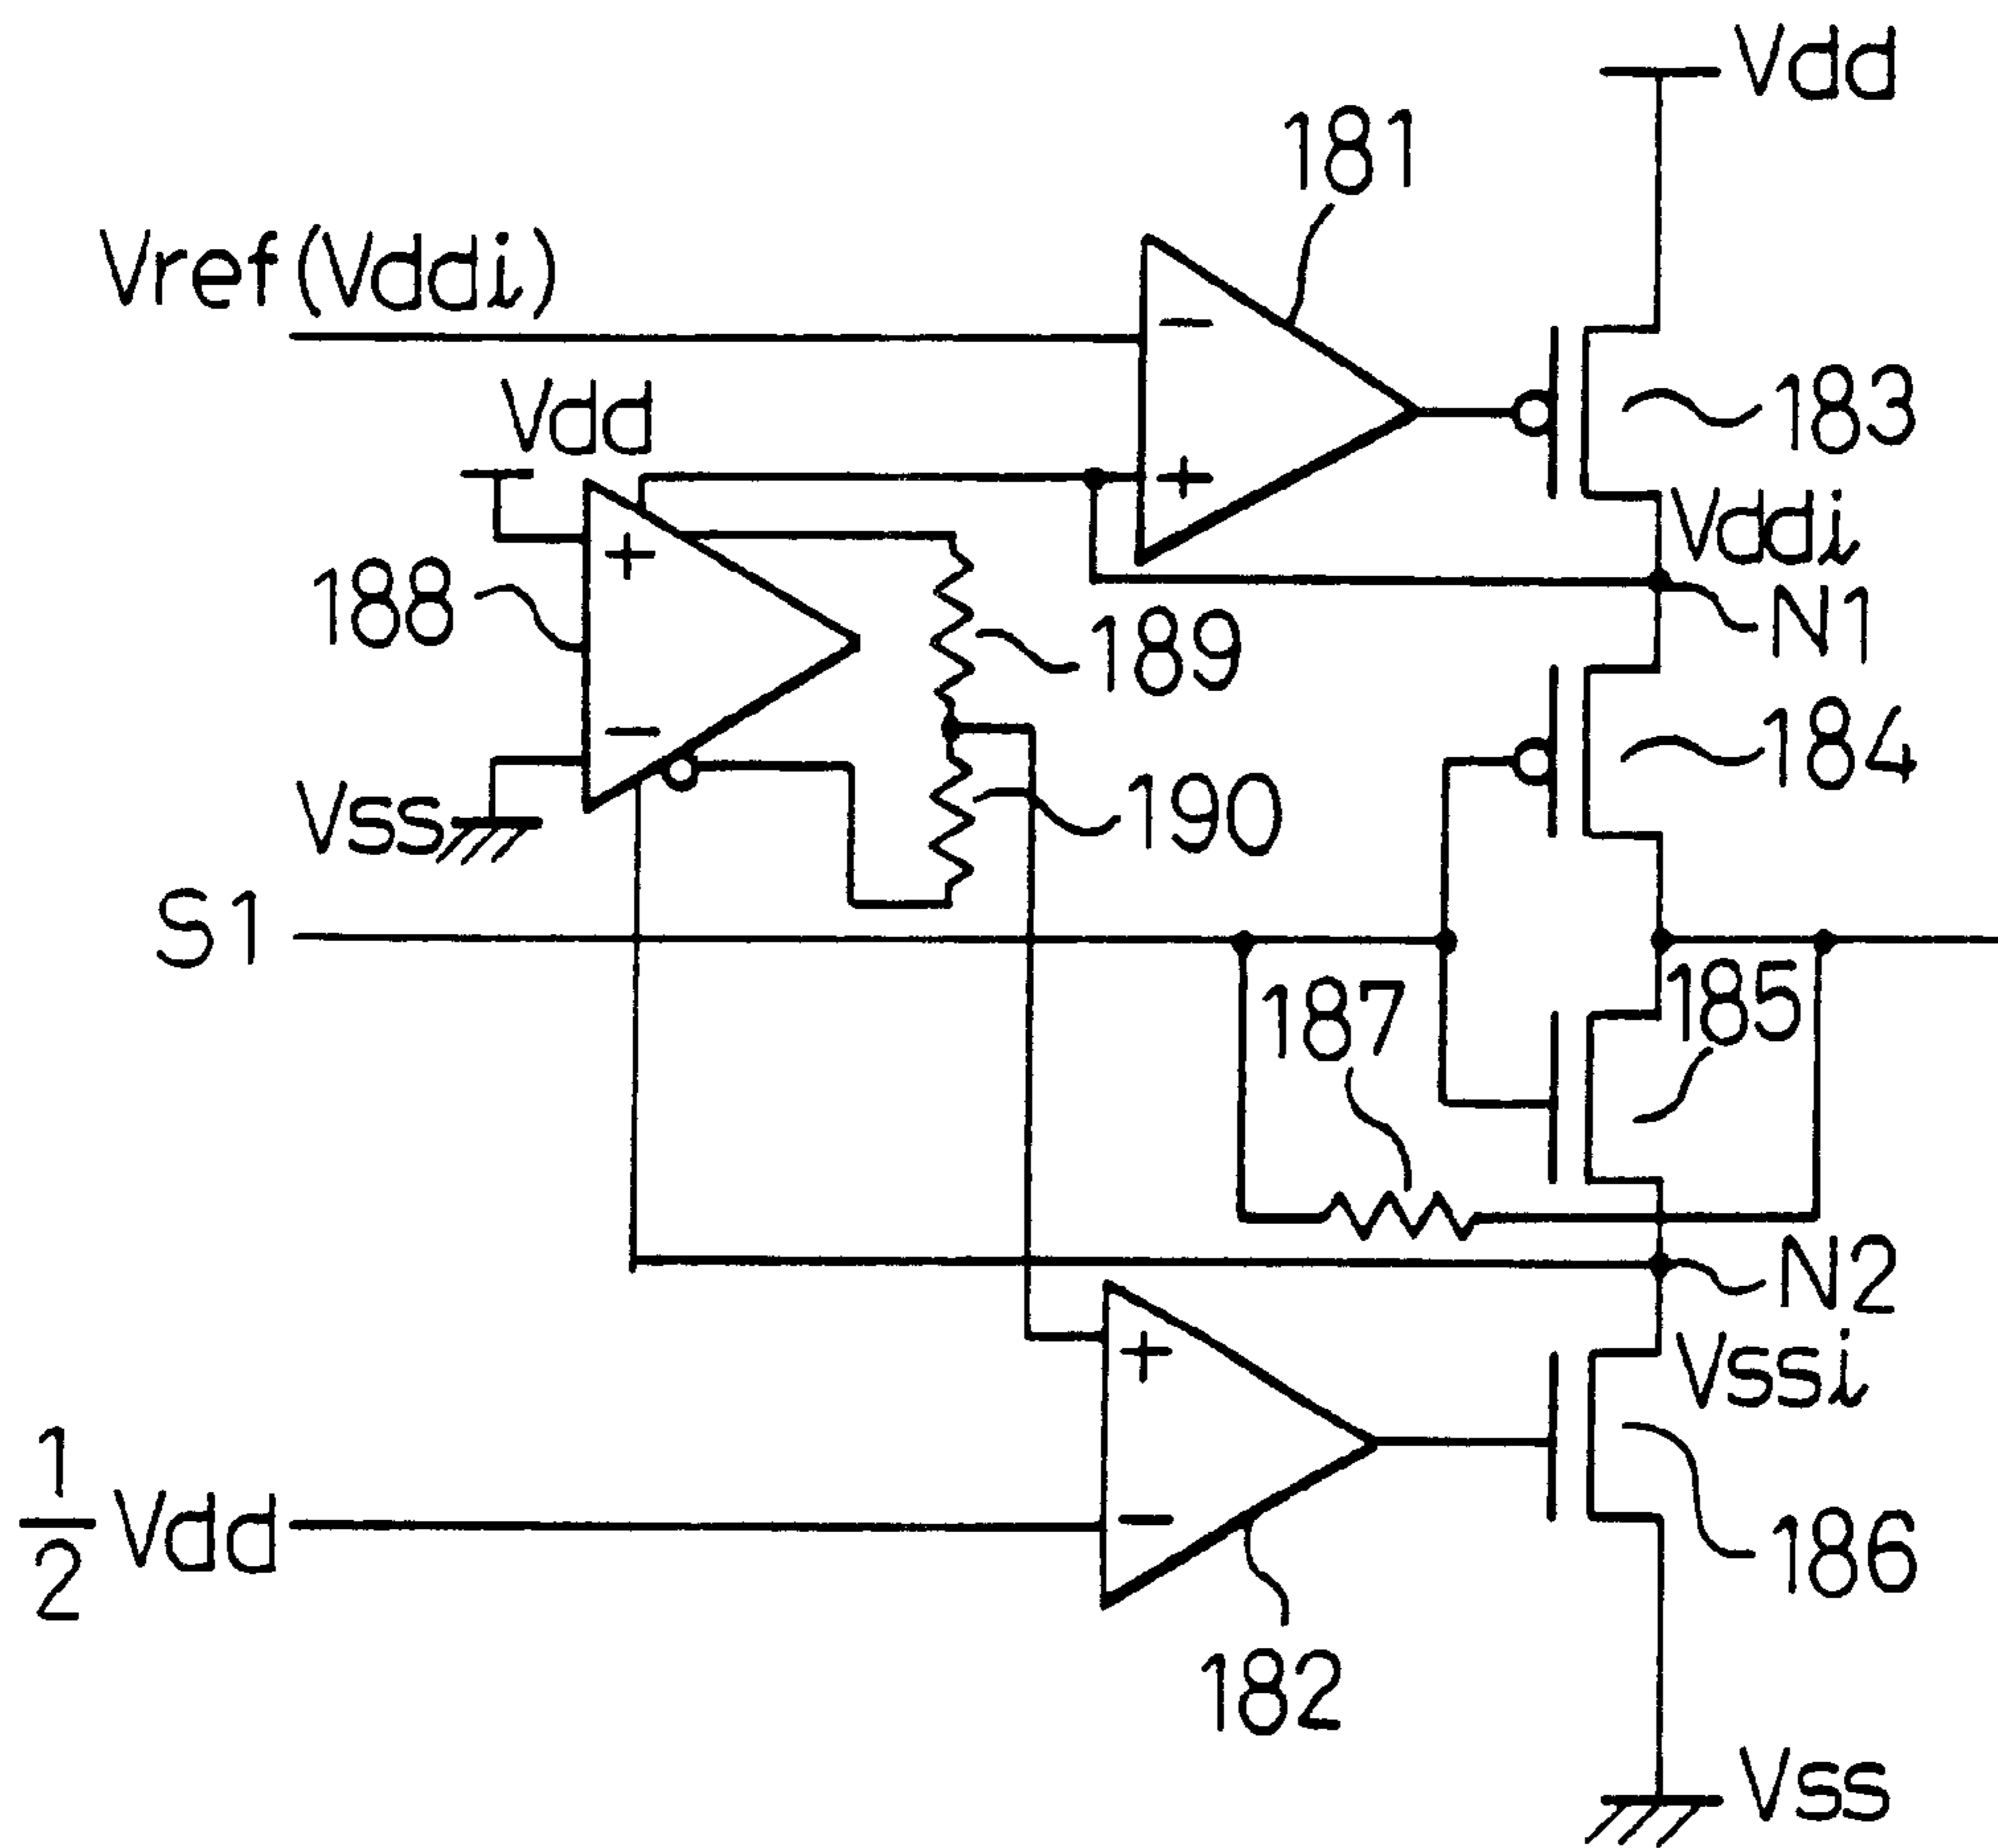 Vdd
181
Vref(Vddi)
−
Vdd
183
+
Vddi
+
188
N1
189
−
184
190
Vss
S1
185
187
N2
+
Vssi
1/2 Vdd
−
186
182
Vss